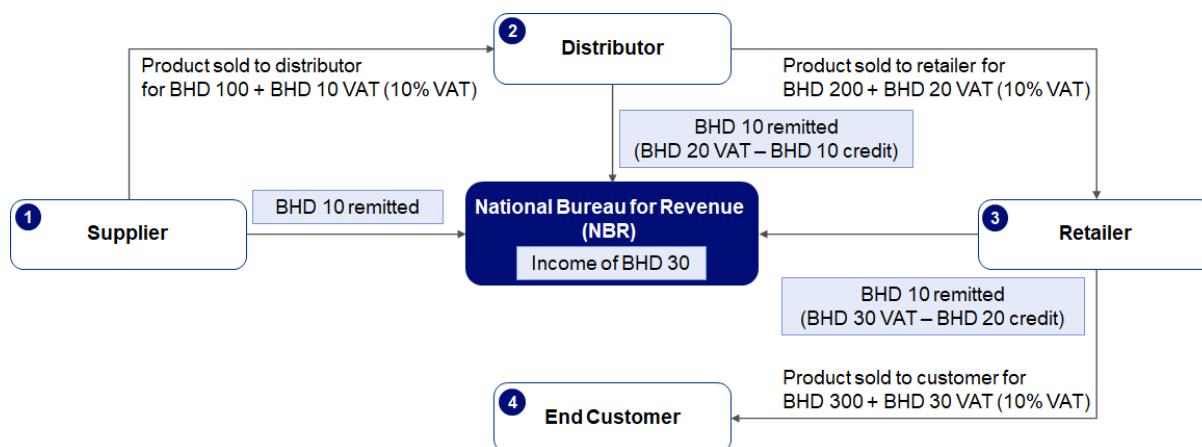 2
Distributor
Product sold to distributor
for BHD 100 + BHD 10 VAT (10% VAT)
Product sold to retailer for
BHD 200 + BHD 20 VAT (10% VAT)
BHD 10 remitted
(BHD 20 VAT – BHD 10 credit)
1
Supplier
BHD 10 remitted
National Bureau for Revenue
(NBR)
Income of BHD 30
3
Retailer
BHD 10 remitted
(BHD 30 VAT – BHD 20 credit)
Product sold to customer for
BHD 300 + BHD 30 VAT (10% VAT)
4
End Customer